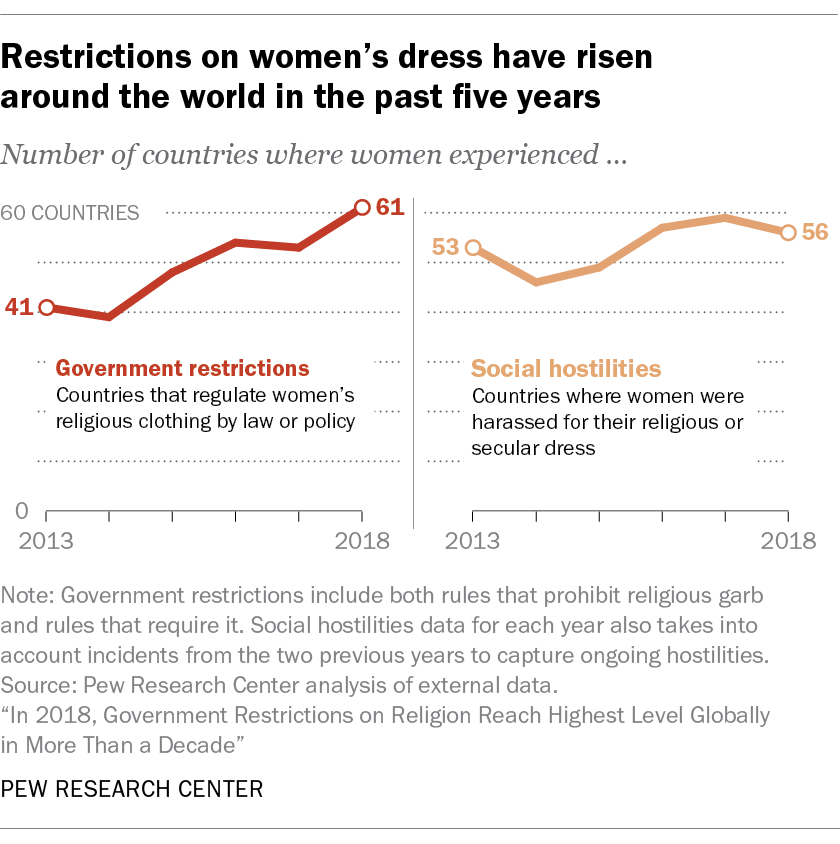 Restrictions on women’s dress have risen
around the world in the past five years
Number of countries where women experienced ...
60 COUNTRIES
61
41
Government restrictions
Countries that regulate women’s
religious clothing by law or policy
0
2013
2018
53
56
Social hostilities
Countries where women were
harassed for their religious or
secular dress
2013
2018
Note: Government restrictions include both rules that prohibit religious garb
and rules that require it. Social hostilities data for each year also takes into
account incidents from the two previous years to capture ongoing hostilities.
Source: Pew Research Center analysis of external data.
“In 2018, Government Restrictions on Religion Reach Highest Level Globally
in More Than a Decade”
PEW RESEARCH CENTER